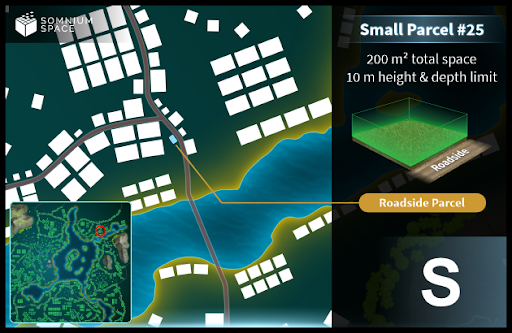 SOMNIUM
SPACE
Small Parcel #25
200 m² total space
10 m height & depth limit
Roadside
Roadside Parcel
S